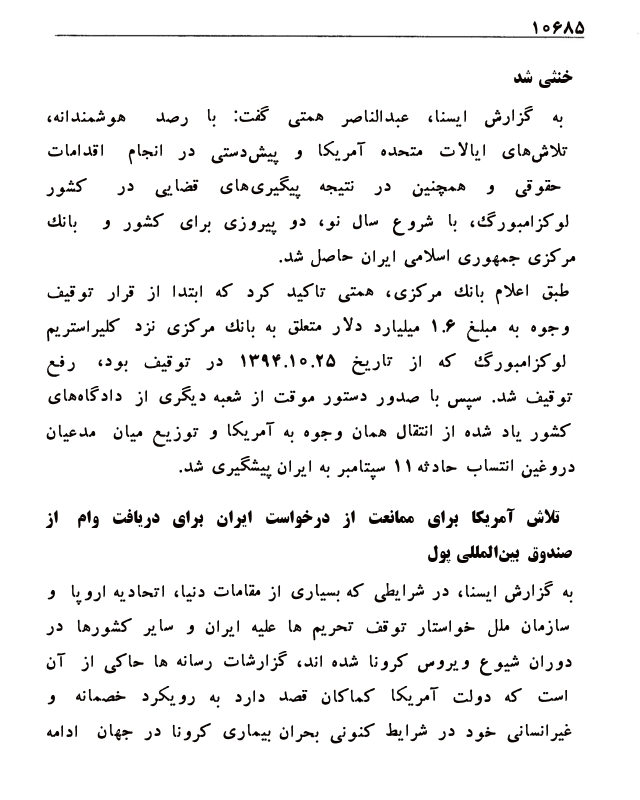 ۱۰۶۸۵
خنثی شد
به گزارش ایسنا، عبدالناصر همتی گفت: با رصد هوشمندانه،
تلاش‌های ایالات متحده آمریکا و پیش‌دستی در انجام اقدامات
حقوقی و همچنین در نتیجه پیگیری‌های قضایی در کشور
لوکزامبورگ، با شروع سال نو، دو پیروزی برای کشور و بانک
مرکزی جمهوری اسلامی ایران حاصل شد.
طبق اعلام بانک مرکزی، همتی تاکید کرد که ابتدا از قرار توقیف
وجوه به مبلغ ۱.۶ میلیارد دلار متعلق به بانک مرکزی نزد کلیراستریم
لوکزامبورگ که از تاریخ ۱۳۹۴.۱۰.۲۵ در توقیف بود، رفع
توقیف شد. سپس با صدور دستور موقت از شعبه دیگری از دادگاه‌های
کشور یاد شده از انتقال همان وجوه به آمریکا و توزیع میان مدعیان
دروغین انتساب حادثه ۱۱ سپتامبر به ایران پیشگیری شد.
تلاش آمریکا برای ممانعت از درخواست ایران برای دریافت وام از
صندوق بین‌المللی پول
به گزارش ایسنا، در شرایطی که بسیاری از مقامات دنیا، اتحادیه اروپا و
سازمان ملل خواستار توقف تحریم ها علیه ایران و سایر کشورها در
دوران شیوع ویروس کرونا شده اند، گزارشات رسانه ها حاکی از آن
است که دولت آمریکا کماکان قصد دارد به رویکرد خصمانه و
غیرانسانی خود در شرایط کنونی بحران بیماری کرونا در جهان ادامه